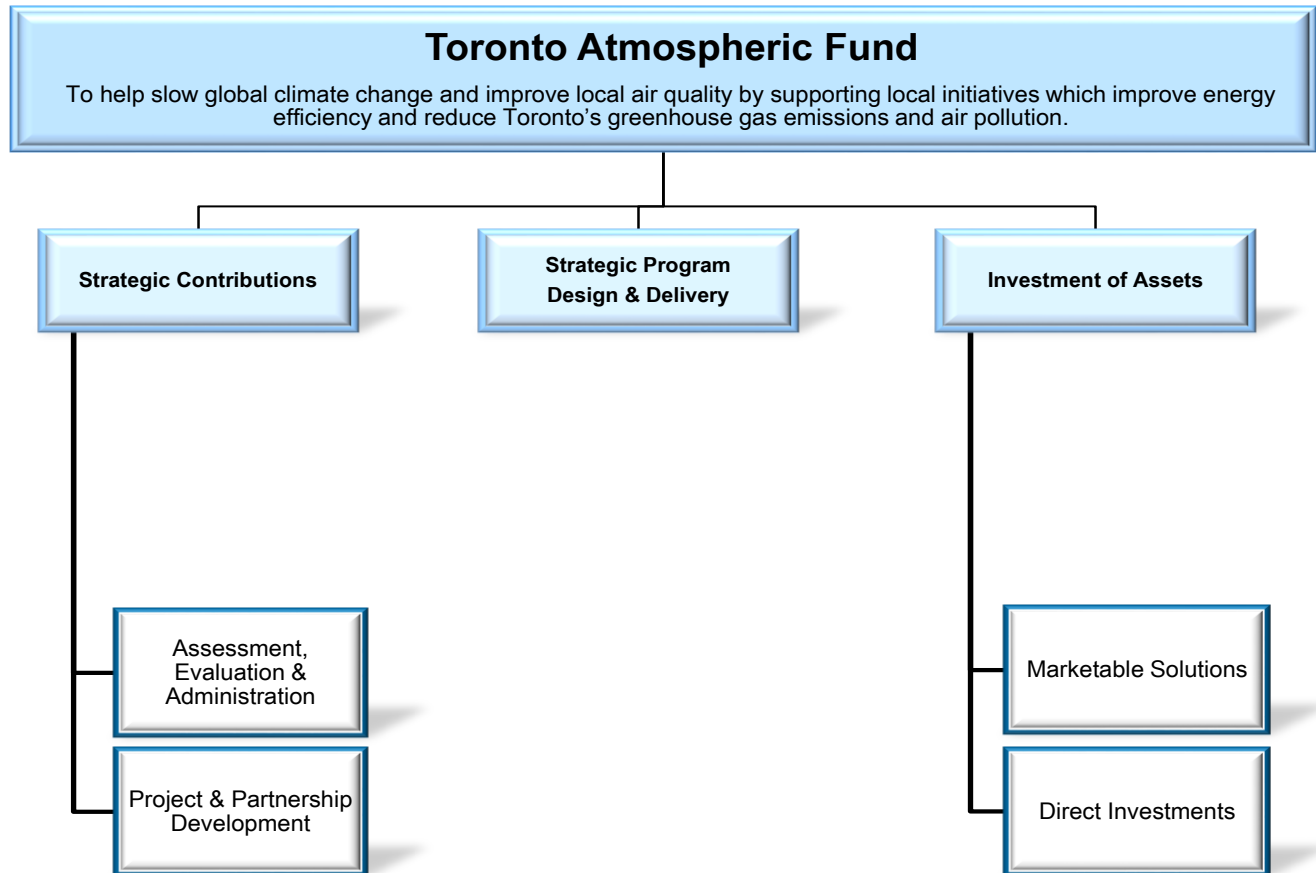 Toronto Atmospheric Fund
To help slow global climate change and improve local air quality by supporting local initiatives which improve energy
efficiency and reduce Toronto's greenhouse gas emissions and air pollution.
Strategic Contributions
Strategic Program
Design & Delivery
Investment of Assets
Assessment,
Evaluation &
Administration
Marketable Solutions
Project & Partnership
Development
Direct Investments